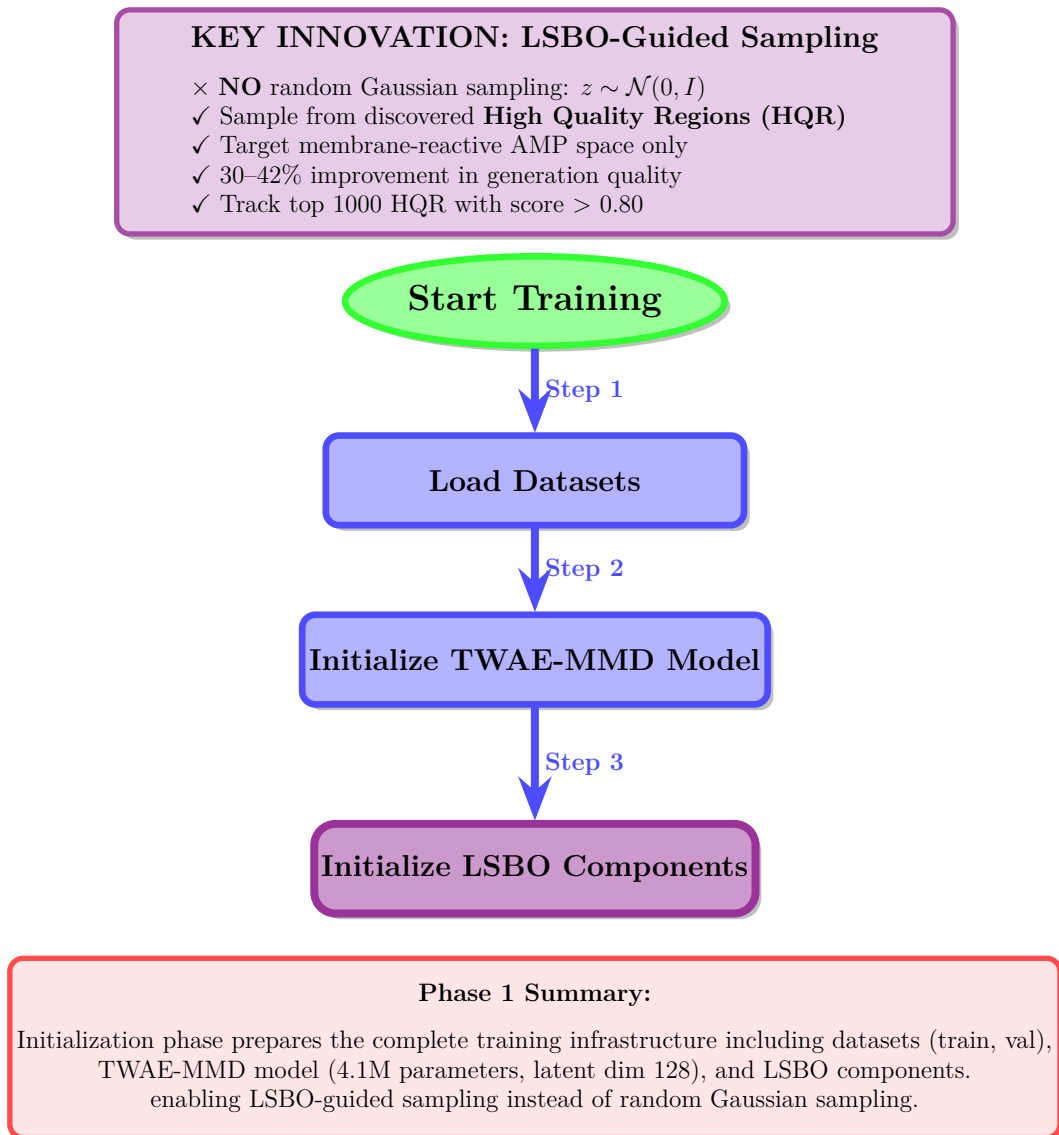 KEY INNOVATION: LSBO-Guided Sampling
× NO random Gaussian sampling: z ∼ 𝒩(0, I)
✓ Sample from discovered High Quality Regions (HQR)
✓ Target membrane-reactive AMP space only
✓ 30–42% improvement in generation quality
✓ Track top 1000 HQR with score > 0.80
Start Training
Step 1
Load Datasets
Step 2
Initialize TWAE-MMD Model
Step 3
Initialize LSBO Components
Phase 1 Summary:
Initialization phase prepares the complete training infrastructure including datasets (train, val),
TWAE-MMD model (4.1M parameters, latent dim 128), and LSBO components.
enabling LSBO-guided sampling instead of random Gaussian sampling.